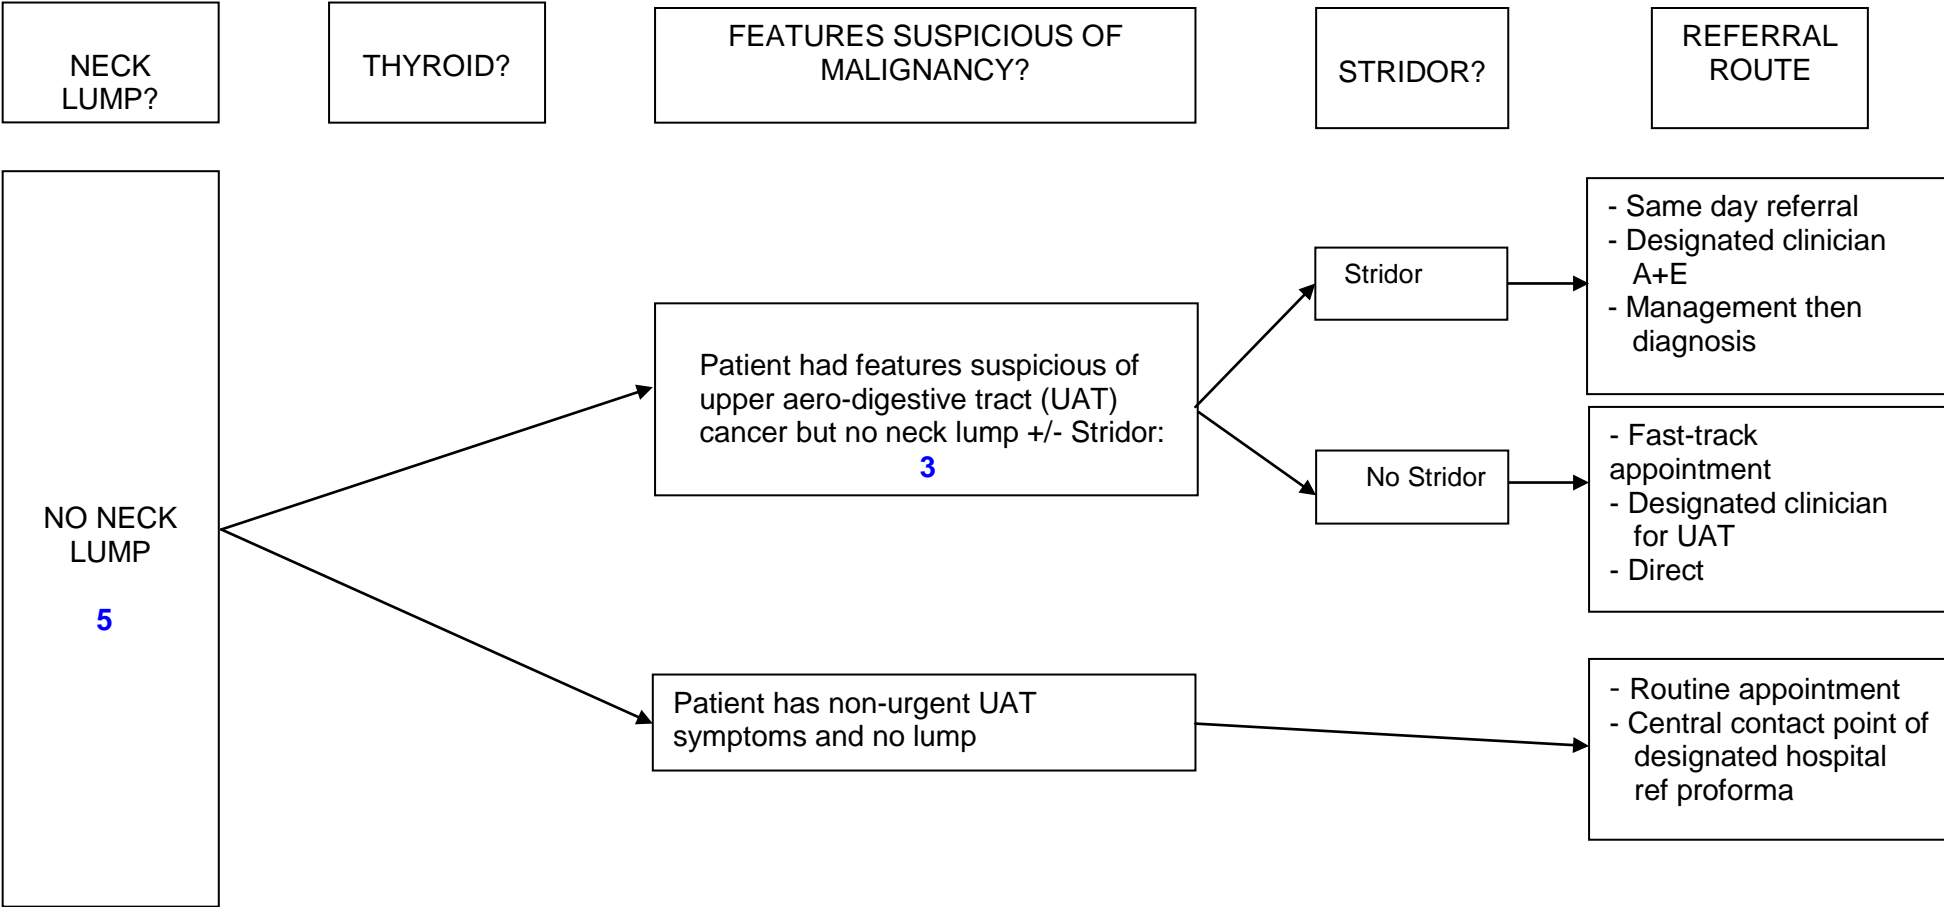 NECK
LUMP?
THYROID?
FEATURES SUSPICIOUS OF
MALIGNANCY?
STRIDOR?
REFERRAL
ROUTE
NO NECK
LUMP
5
Patient had features suspicious of
upper aero-digestive tract (UAT)
cancer but no neck lump +/- Stridor:
3
Stridor
- Same day referral
- Designated clinician
A+E
- Management then
diagnosis
No Stridor
- Fast-track
appointment
- Designated clinician
for UAT
- Direct
Patient has non-urgent UAT
symptoms and no lump
- Routine appointment
- Central contact point of
designated hospital
ref proforma